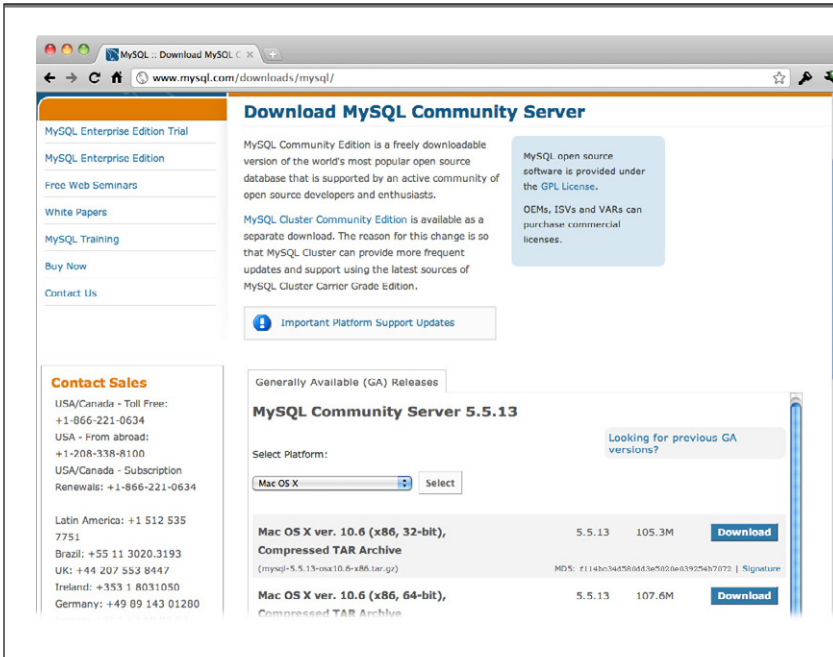 MySQL :: Download MySQL C
www.mysql.com/downloads/mysql/
MySQL Enterprise Edition Trial
MySQL Enterprise Edition
Free Web Seminars
White Papers
MySQL Training
Buy Now
Contact Us
Download MySQL Community Server
MySQL Community Edition is a freely downloadable
version of the world's most popular open source
database that is supported by an active community of
open source developers and enthusiasts.
MySQL Cluster Community Edition is available as a
separate download. The reason for this change is so
that MySQL Cluster can provide more frequent
updates and support using the latest sources of
MySQL Cluster Carrier Grade Edition.
MySQL open source
software is provided under
the GPL License.
OEMs, ISVs and VARs can
purchase commercial
licenses.
Important Platform Support Updates
Contact Sales
USA/Canada - Toll Free:
+1-866-221-0634
USA - From abroad:
+1-208-338-8100
USA/Canada - Subscription
Renewals: +1-866-221-0634
Latin America: +1 512 535
7751
Brazil: +55 11 3020.3193
UK: +44 207 553 8447
Ireland: +353 1 8031050
Germany: +49 89 143 01280
Generally Available (GA) Releases
MySQL Community Server 5.5.13
Looking for previous GA
versions?
Select Platform:
Mac OS X Select
Mac OS X ver. 10.6 (x86, 32-bit), 5.5.13 105.3M Download
Compressed TAR Archive
(mysql-5.5.13-osx10.6-x86.tar.gz) MD5: | Signature
Mac OS X ver. 10.6 (x86, 64-bit), 5.5.13 107.6M Download
Compressed TAR Archive